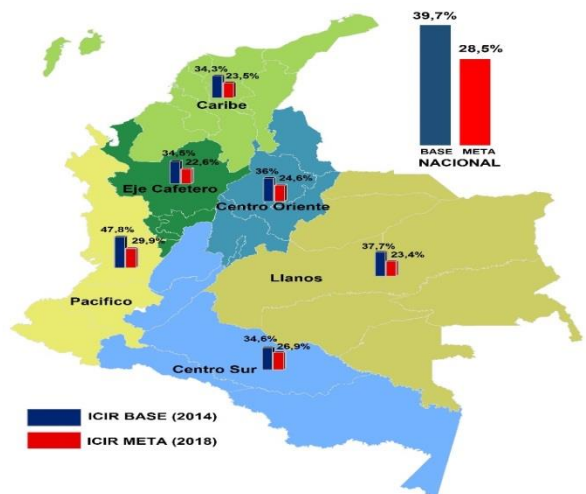 39,7%
28,5%
BASE META
NACIONAL
34,3%
23,5%
Caribe
34,5%
22,6%
Eje Cafetero
36%
24,6%
Centro Oriente
47,8%
29,9%
Pacifico
37,7%
23,4%
Llanos
34,6%
26,9%
Centro Sur
ICIR BASE (2014)
ICIR META (2018)